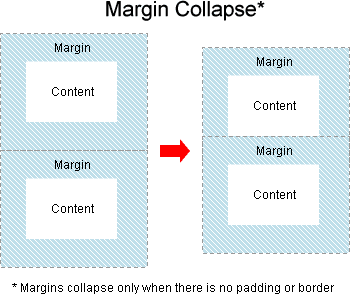 Margin Collapse*
Margin
Content
Margin
Content
Margin
Content
Margin
Content
* Margins collapse only when there is no padding or border